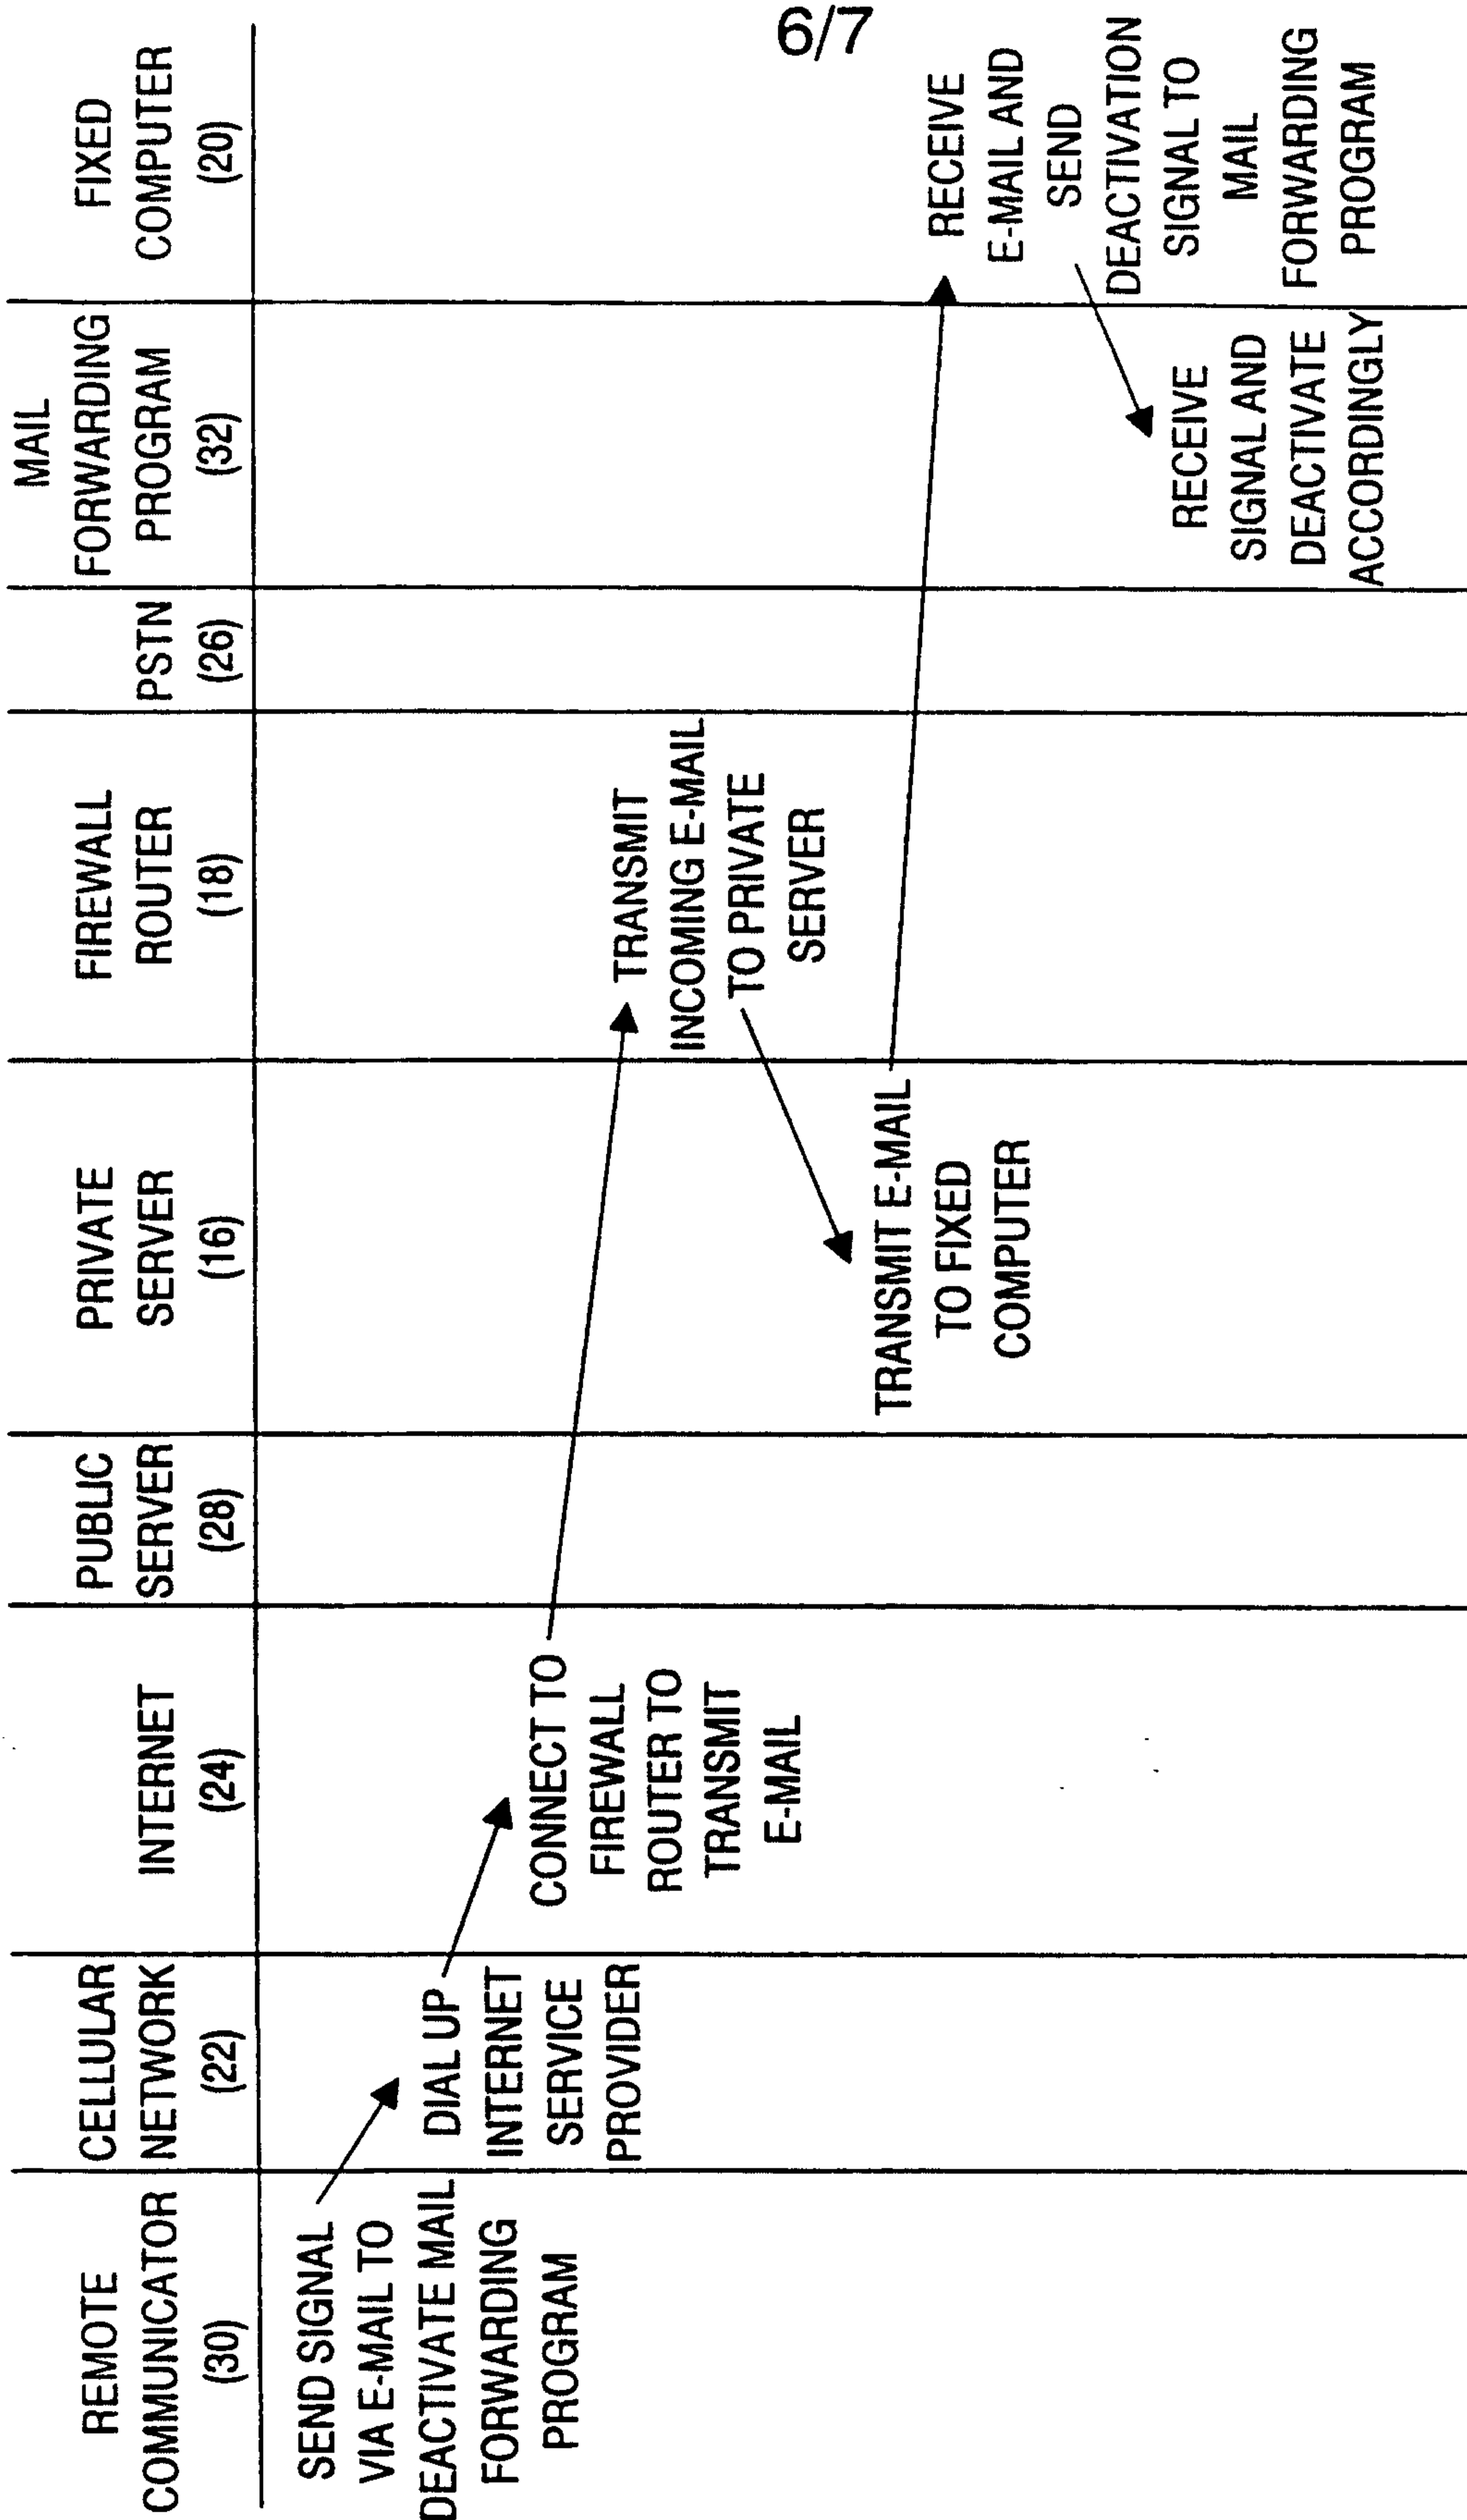 6/7
REMOTE
COMMUNICATOR
(30)
CELLULAR
NETWORK
(22)
INTERNET
(24)
PUBLIC
SERVER
(28)
PRIVATE
SERVER
(16)
FIREWALL
ROUTER
(18)
PSTN
(26)
MAIL
FORWARDING
PROGRAM
(32)
FIXED
COMPUTER
(20)
SEND SIGNAL
VIA E-MAIL TO
DEACTIVATE MAIL
FORWARDING
PROGRAM
DIAL UP
INTERNET
SERVICE
PROVIDER
CONNECT TO
FIREWALL
ROUTER TO
TRANSMIT
E-MAIL
TRANSMIT
INCOMING E-MAIL
TO PRIVATE
SERVER
TRANSMIT E-MAIL
TO FIXED
COMPUTER
RECEIVE
E-MAIL AND
SEND
DEACTIVATION
SIGNAL TO
MAIL
FORWARDING
PROGRAM
RECEIVE
SIGNAL AND
DEACTIVATE
ACCORDINGLY